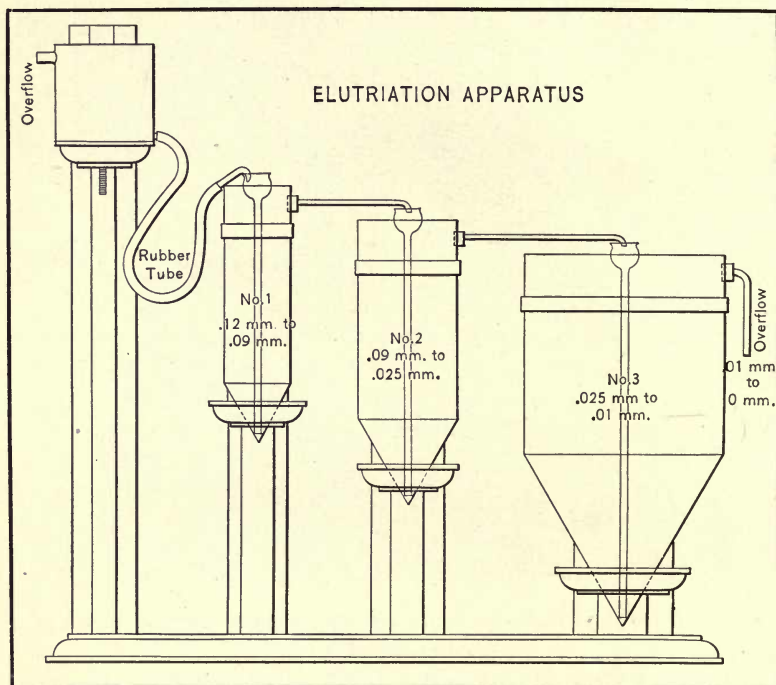 ELUTRIATION APPARATUS
Overflow
Rubber
Tube
No.1
.12 mm. to
.09 mm.
No.2
.09 mm. to
.025 mm.
No.3
.025 mm to
.01 mm.
Overflow
.01 mm
to
0 mm.